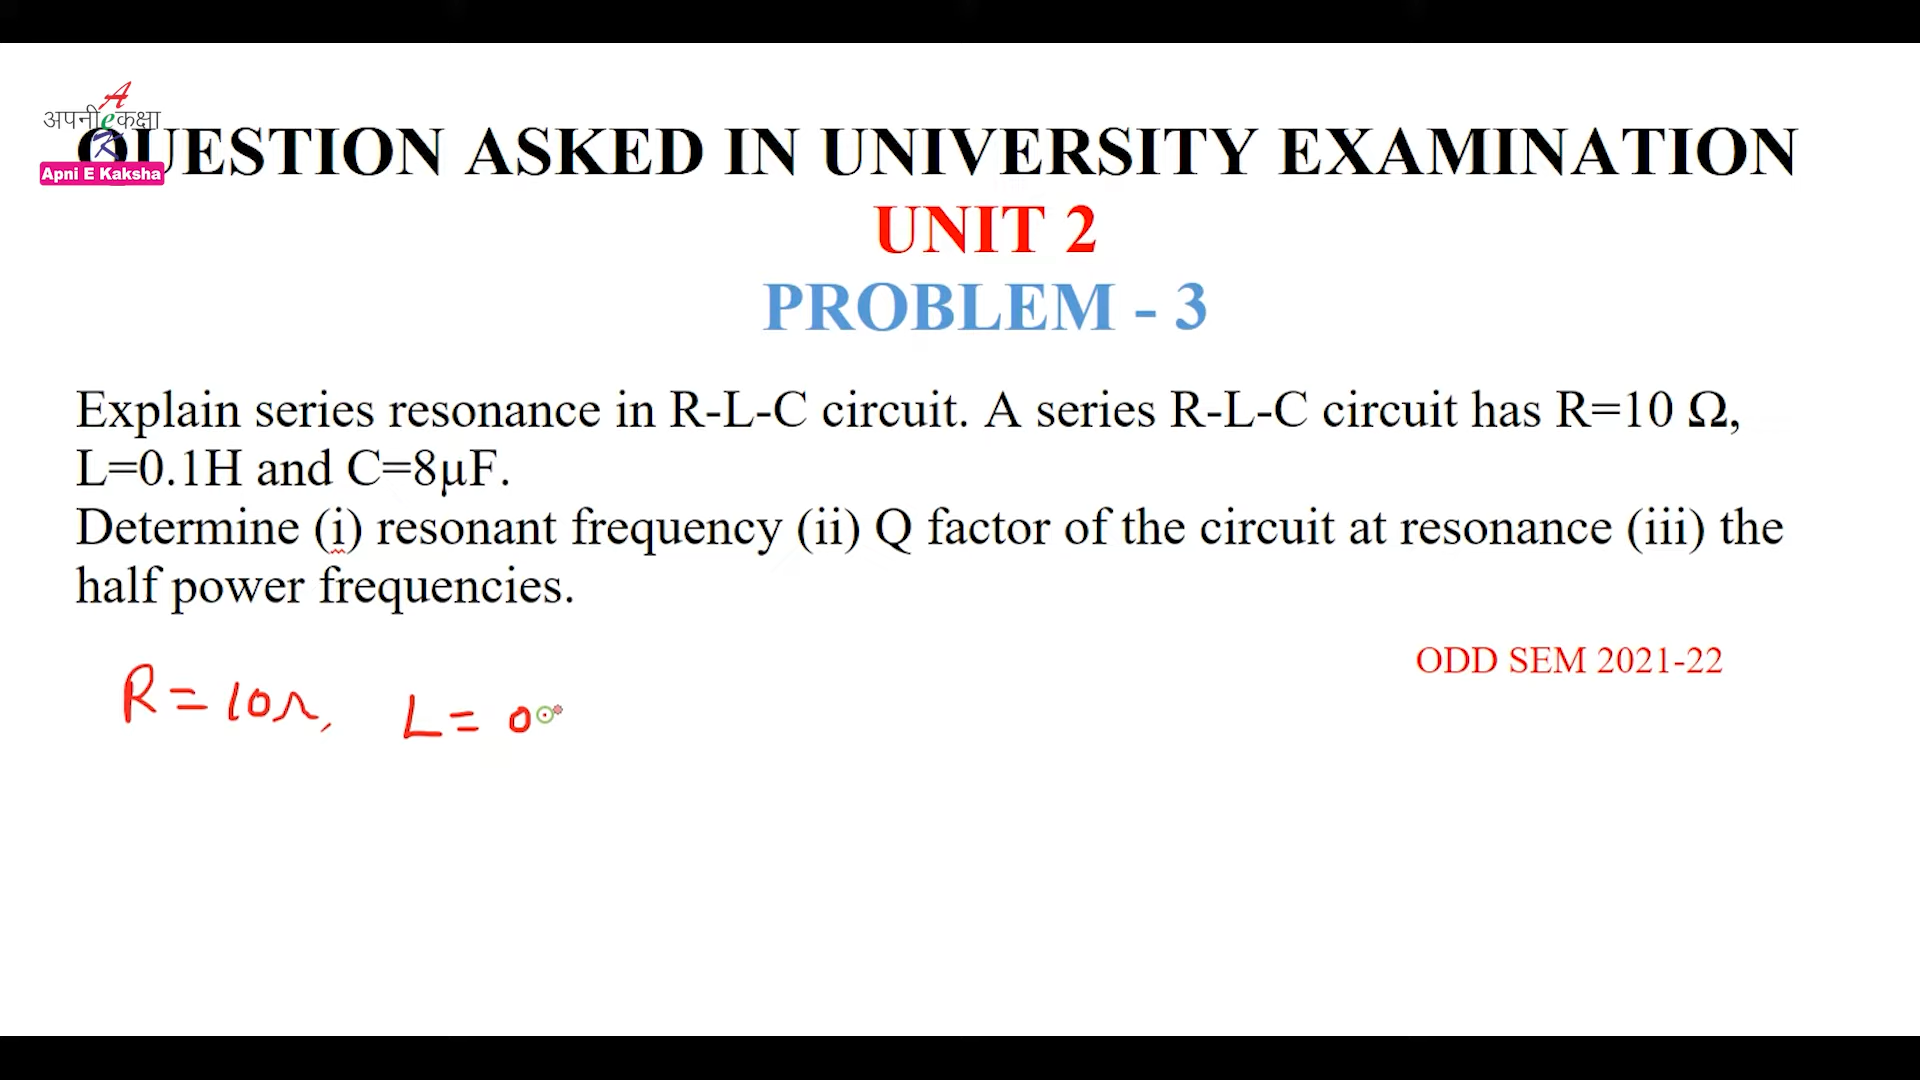 अपनीeकक्षा
Apni E Kaksha
QUESTION ASKED IN UNIVERSITY EXAMINATION
UNIT 2
PROBLEM - 3
Explain series resonance in R-L-C circuit. A series R-L-C circuit has R=10 Ω,
L=0.1H and C=8µF.
Determine (i) resonant frequency (ii) Q factor of the circuit at resonance (iii) the
half power frequencies.
ODD SEM 2021-22
R = 10Ω, L = 0